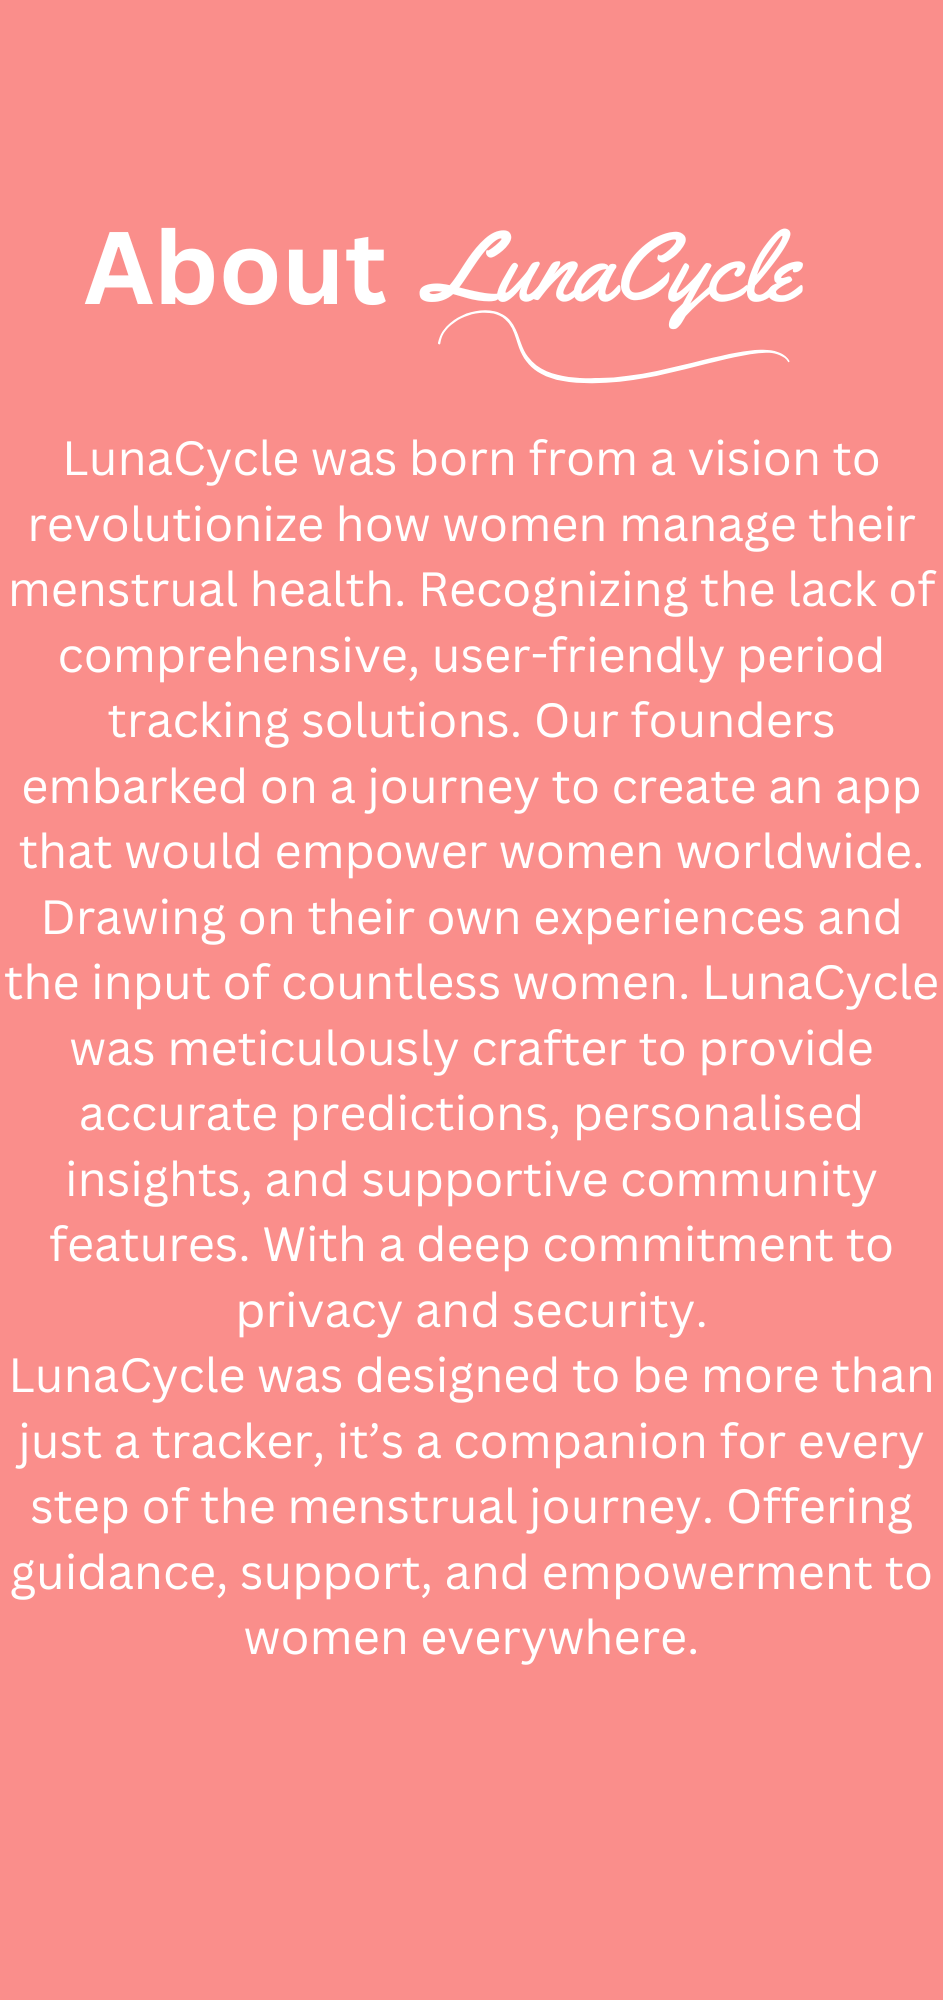 About LunaCycle
LunaCycle was born from a vision to
revolutionize how women manage their
menstrual health. Recognizing the lack of
comprehensive, user-friendly period
tracking solutions. Our founders
embarked on a journey to create an app
that would empower women worldwide.
Drawing on their own experiences and
the input of countless women. LunaCycle
was meticulously crafter to provide
accurate predictions, personalised
insights, and supportive community
features. With a deep commitment to
privacy and security.
LunaCycle was designed to be more than
just a tracker, it’s a companion for every
step of the menstrual journey. Offering
guidance, support, and empowerment to
women everywhere.